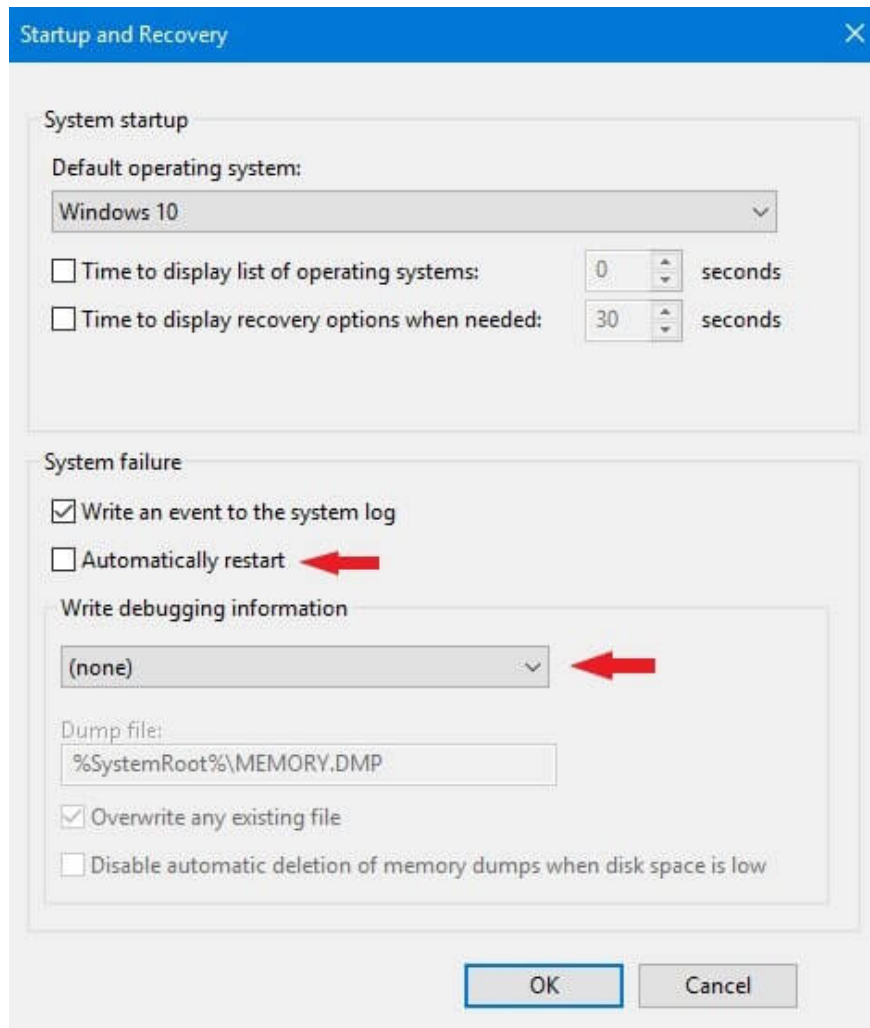 Startup and Recovery
System startup
Default operating system:
Windows 10
Time to display list of operating systems: 0 seconds
Time to display recovery options when needed: 30 seconds
System failure
Write an event to the system log
Automatically restart
Write debugging information
(none)
Dump file:
%SystemRoot%\MEMORY.DMP
Overwrite any existing file
Disable automatic deletion of memory dumps when disk space is low
OK Cancel